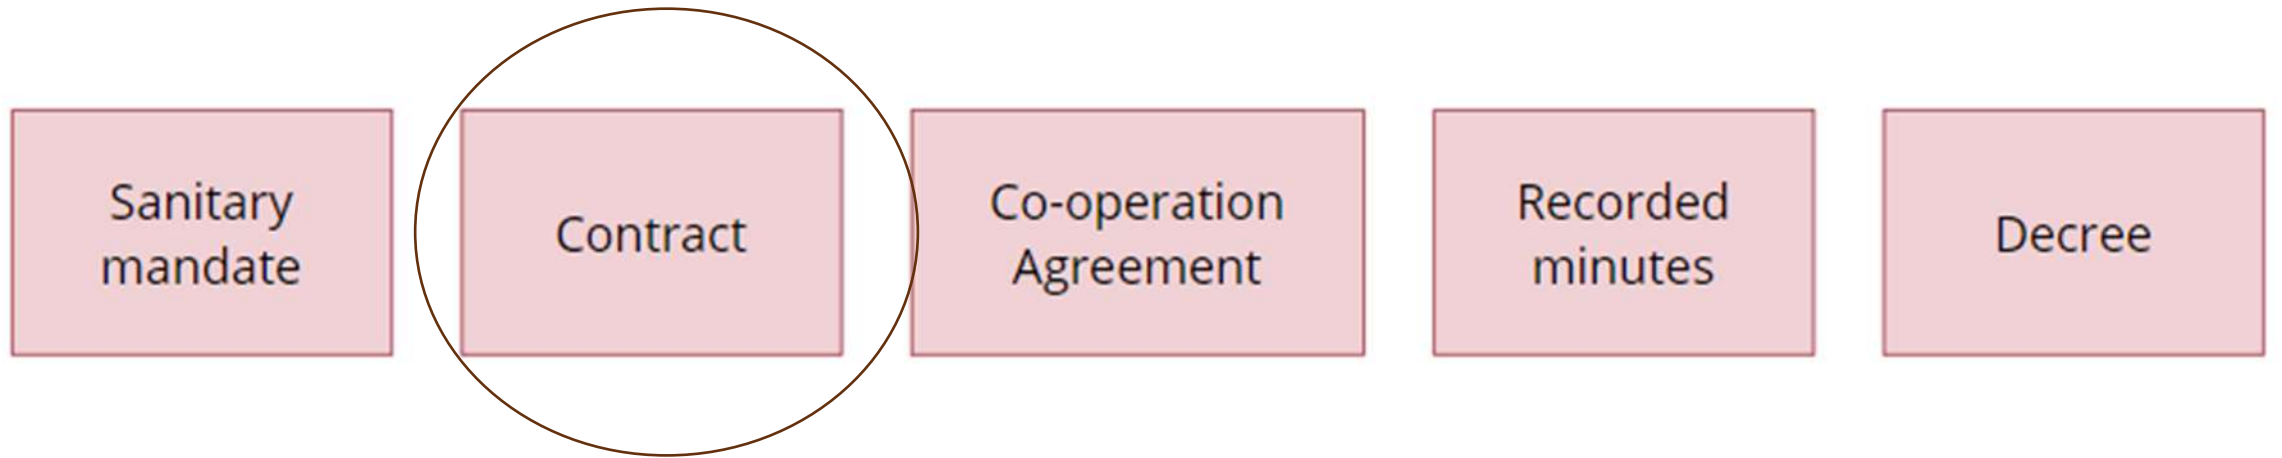 Sanitary
mandate
Contract
Co-operation
Agreement
Recorded
minutes
Decree